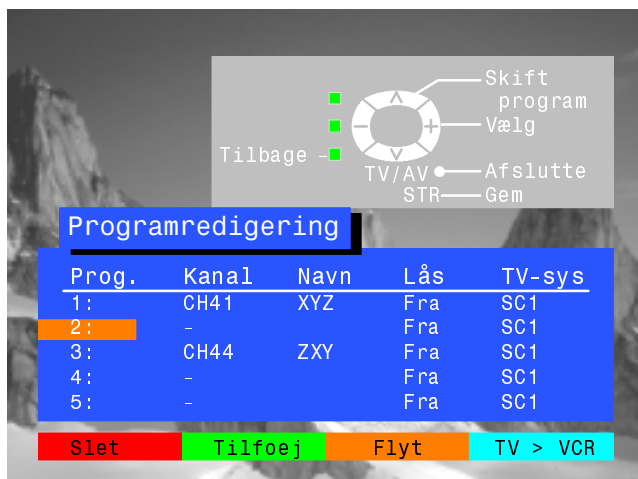 Skift
program
Vælg
Tilbage
TV/AV Afslutte
STR Gem
Programredigering
Prog. Kanal Navn Lås TV-sys
1: CH41 XYZ Fra SC1
2: - Fra SC1
3: CH44 ZXY Fra SC1
4: - Fra SC1
5: - Fra SC1
Slet Tilfoej Flyt TV > VCR